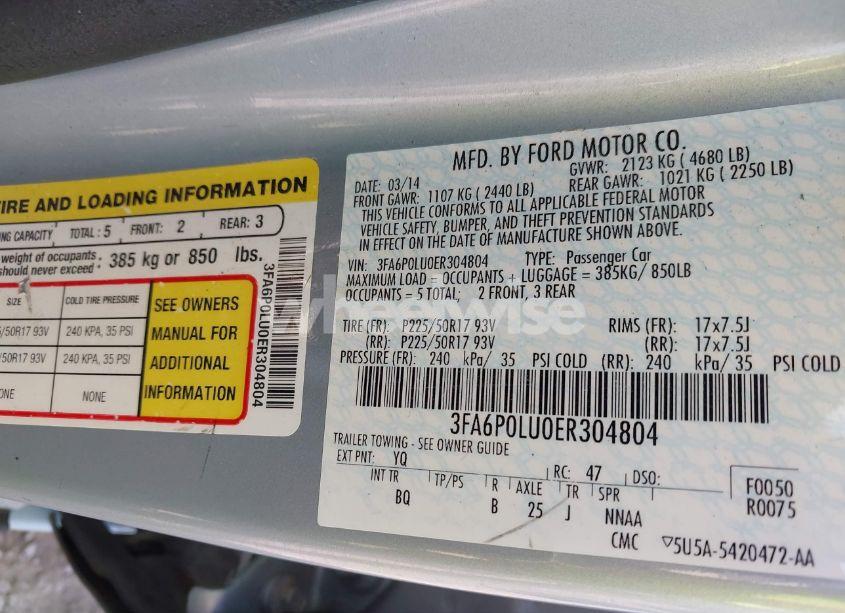 TIRE AND LOADING INFORMATION
SEATING CAPACITY TOTAL : 5 FRONT: 2 REAR: 3
weight of occupants
should never exceed : 385 kg or 850 lbs.
SIZE COLD TIRE PRESSURE SEE OWNERS
MANUAL FOR
ADDITIONAL
INFORMATION
/50R17 93V 240 KPA, 35 PSI
50R17 93V 240 KPA, 35 PSI
NONE NONE
3FA6P0LU0ER304804
MFD. BY FORD MOTOR CO.
DATE: 03/14 GVWR: 2123 KG ( 4680 LB)
FRONT GAWR: 1107 KG ( 2440 LB) REAR GAWR: 1021 KG ( 2250 LB)
THIS VEHICLE CONFORMS TO ALL APPLICABLE FEDERAL MOTOR
VEHICLE SAFETY, BUMPER, AND THEFT PREVENTION STANDARDS
IN EFFECT ON THE DATE OF MANUFACTURE SHOWN ABOVE.
VIN: 3FA6P0LU0ER304804 TYPE: Passenger Car
MAXIMUM LOAD = OCCUPANTS + LUGGAGE = 385KG/ 850LB
OCCUPANTS = 5 TOTAL; 2 FRONT, 3 REAR
TIRE (FR): P225/50R17 93V RIMS (FR): 17x7.5J
(RR): P225/50R17 93V (RR): 17x7.5J
PRESSURE (FR): 240 kPa/ 35 PSI COLD (RR): 240 kPa/ 35 PSI COLD
3FA6P0LU0ER304804
TRAILER TOWING - SEE OWNER GUIDE
EXT PNT: YQ RC: 47 DSO:
INT TR TP/PS R AXLE TR SPR F0050
BQ B 25 J NNAA R0075
CMC ▽5U5A-5420472-AA
wheelwise